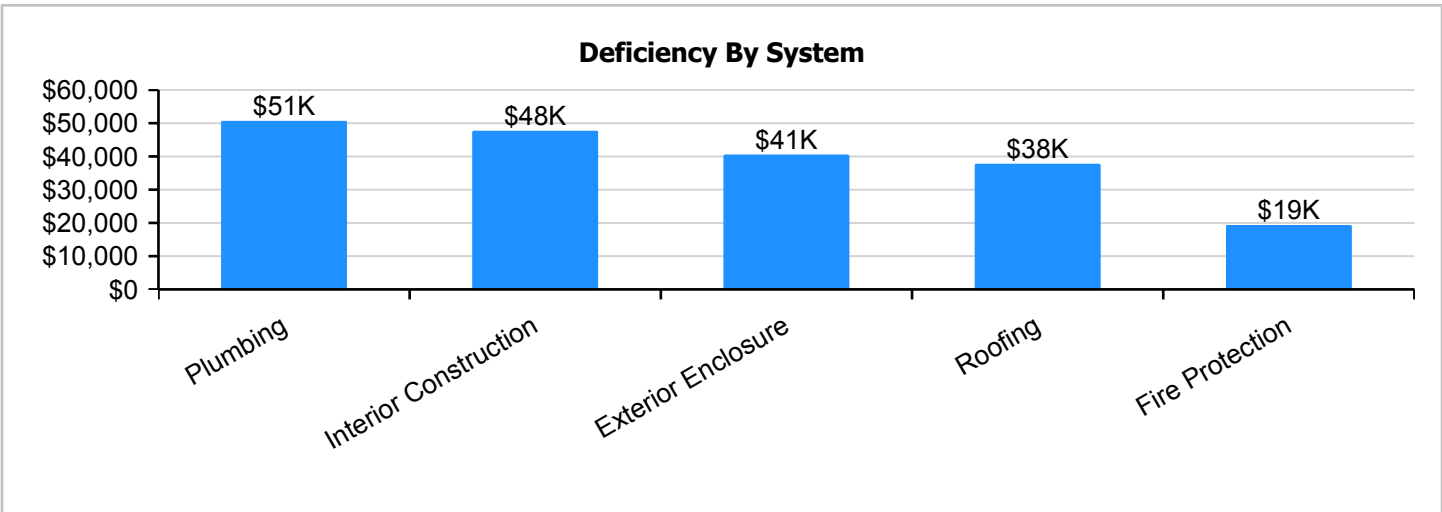 Deficiency By System
$60,000
$50,000
$40,000
$30,000
$20,000
$10,000
$0
$51K
$48K
$41K
$38K
$19K
Plumbing
Interior Construction
Exterior Enclosure
Roofing
Fire Protection